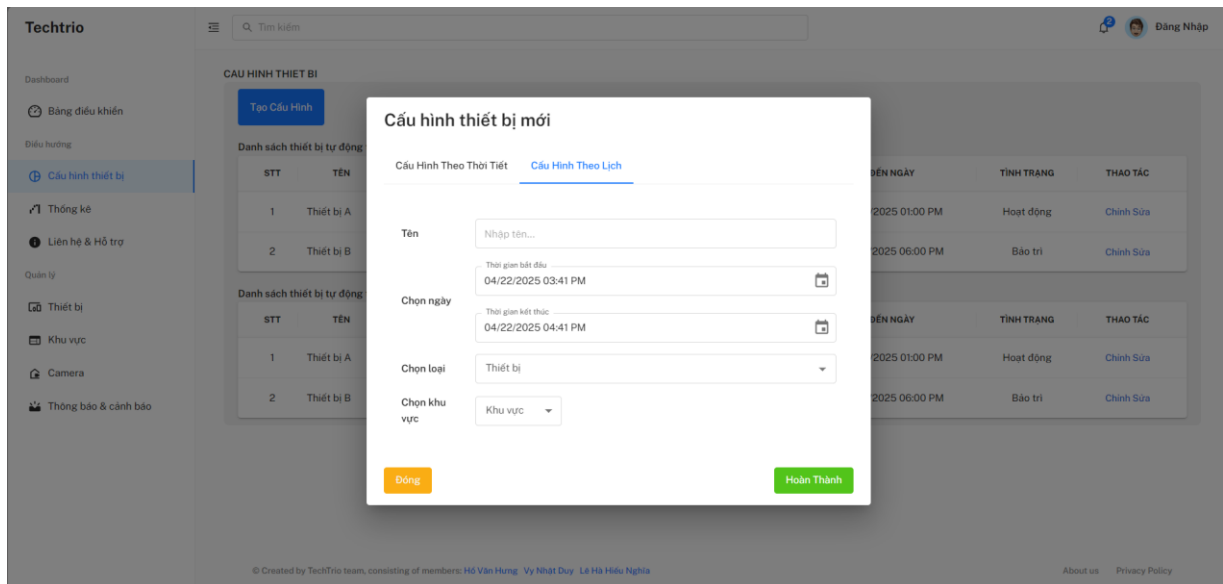 Techtrio
Tìm kiếm
2
Đăng Nhập
Dashboard
Bảng điều khiển
Điều hướng
Cấu hình thiết bị
Thống kê
Liên hệ & Hỗ trợ
Quản lý
Thiết bị
Khu vực
Camera
Thông báo & cảnh báo
CẤU HÌNH THIẾT BỊ
Tạo Cấu Hình
Danh sách thiết bị tự động
STT TÊN ĐẾN NGÀY TÌNH TRẠNG THAO TÁC
1 Thiết bị A /2025 01:00 PM Hoạt động Chỉnh Sửa
2 Thiết bị B /2025 06:00 PM Bảo trì Chỉnh Sửa
Danh sách thiết bị tự động
STT TÊN ĐẾN NGÀY TÌNH TRẠNG THAO TÁC
1 Thiết bị A /2025 01:00 PM Hoạt động Chỉnh Sửa
2 Thiết bị B /2025 06:00 PM Bảo trì Chỉnh Sửa
Cấu hình thiết bị mới
Cấu Hình Theo Thời Tiết Cấu Hình Theo Lịch
Tên Nhập tên...
Chọn ngày
Thời gian bắt đầu
04/22/2025 03:41 PM
Thời gian kết thúc
04/22/2025 04:41 PM
Chọn loại Thiết bị
Chọn khu
vực
Khu vực
Đóng Hoàn Thành
© Created by TechTrio team, consisting of members: Hồ Văn Hưng Vy Nhật Duy Lê Hà Hiếu Nghĩa
About us Privacy Policy